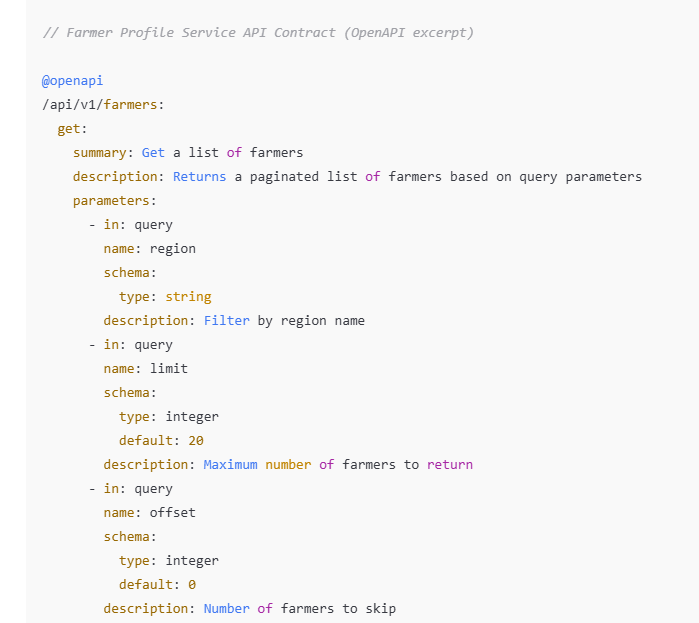 // Farmer Profile Service API Contract (OpenAPI excerpt)
@openapi
/api/v1/farmers:
  get:
    summary: Get a list of farmers
    description: Returns a paginated list of farmers based on query parameters
    parameters:
      - in: query
        name: region
        schema:
          type: string
        description: Filter by region name
      - in: query
        name: limit
        schema:
          type: integer
          default: 20
        description: Maximum number of farmers to return
      - in: query
        name: offset
        schema:
          type: integer
          default: 0
        description: Number of farmers to skip